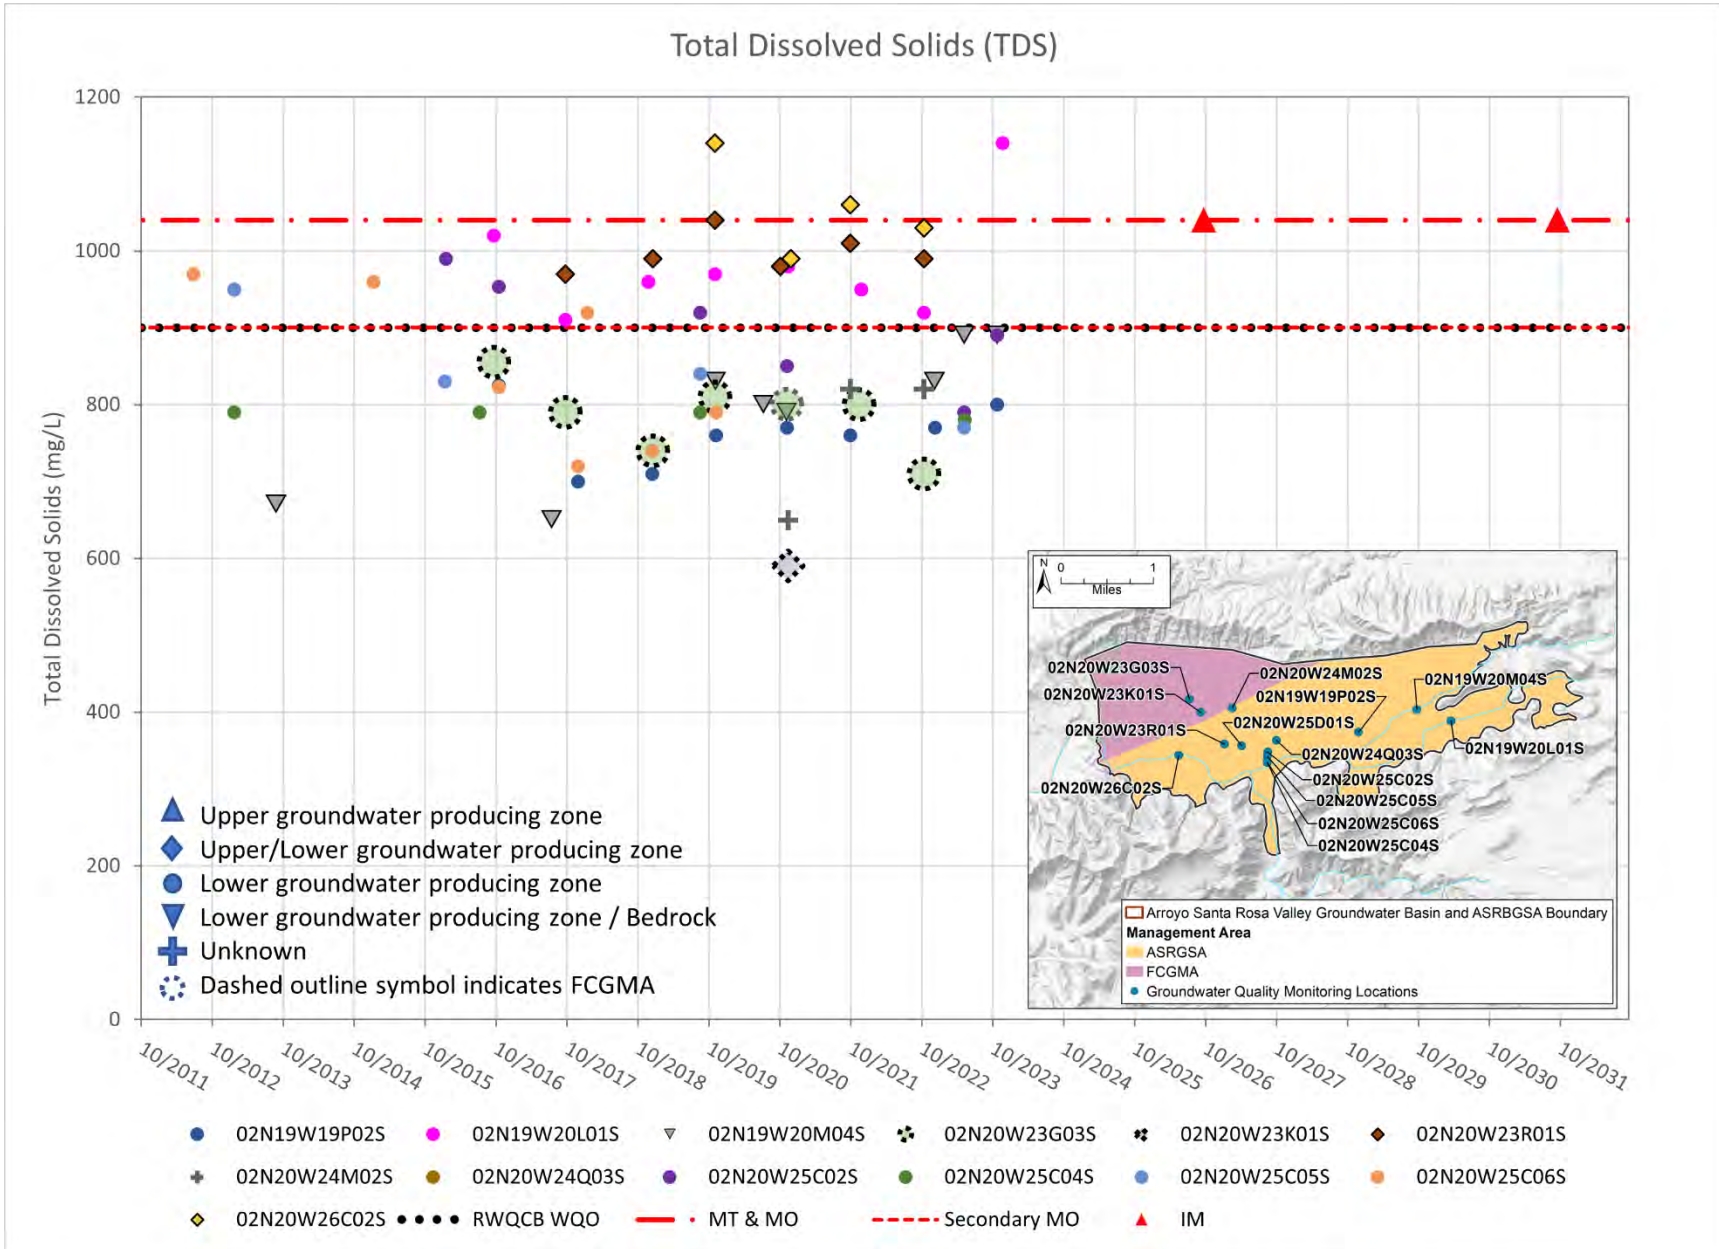 Total Dissolved Solids (TDS)
Total Dissolved Solids (mg/L)
1200
1000
800
600
400
200
0
Upper groundwater producing zone
Upper/Lower groundwater producing zone
Lower groundwater producing zone
Lower groundwater producing zone / Bedrock
Unknown
Dashed outline symbol indicates FCGMA
N
0 1
Miles
02N20W23G03S
02N20W24M02S
02N19W20M04S
02N20W23K01S
02N19W19P02S
02N20W23R01S
02N20W25D01S
02N19W20L01S
02N20W24Q03S
02N20W26C02S
02N20W25C02S
02N20W25C05S
02N20W25C06S
02N20W25C04S
Arroyo Santa Rosa Valley Groundwater Basin and ASRBGSA Boundary
Management Area
ASRGSA
FCGMA
Groundwater Quality Monitoring Locations
10/2011 10/2012 10/2013 10/2014 10/2015 10/2016 10/2017 10/2018 10/2019 10/2020 10/2021 10/2022 10/2023 10/2024 10/2025 10/2026 10/2027 10/2028 10/2029 10/2030 10/2031
02N19W19P02S 02N19W20L01S 02N19W20M04S 02N20W23G03S 02N20W23K01S 02N20W23R01S
02N20W24M02S 02N20W24Q03S 02N20W25C02S 02N20W25C04S 02N20W25C05S 02N20W25C06S
02N20W26C02S RWQCB WQO MT & MO Secondary MO IM